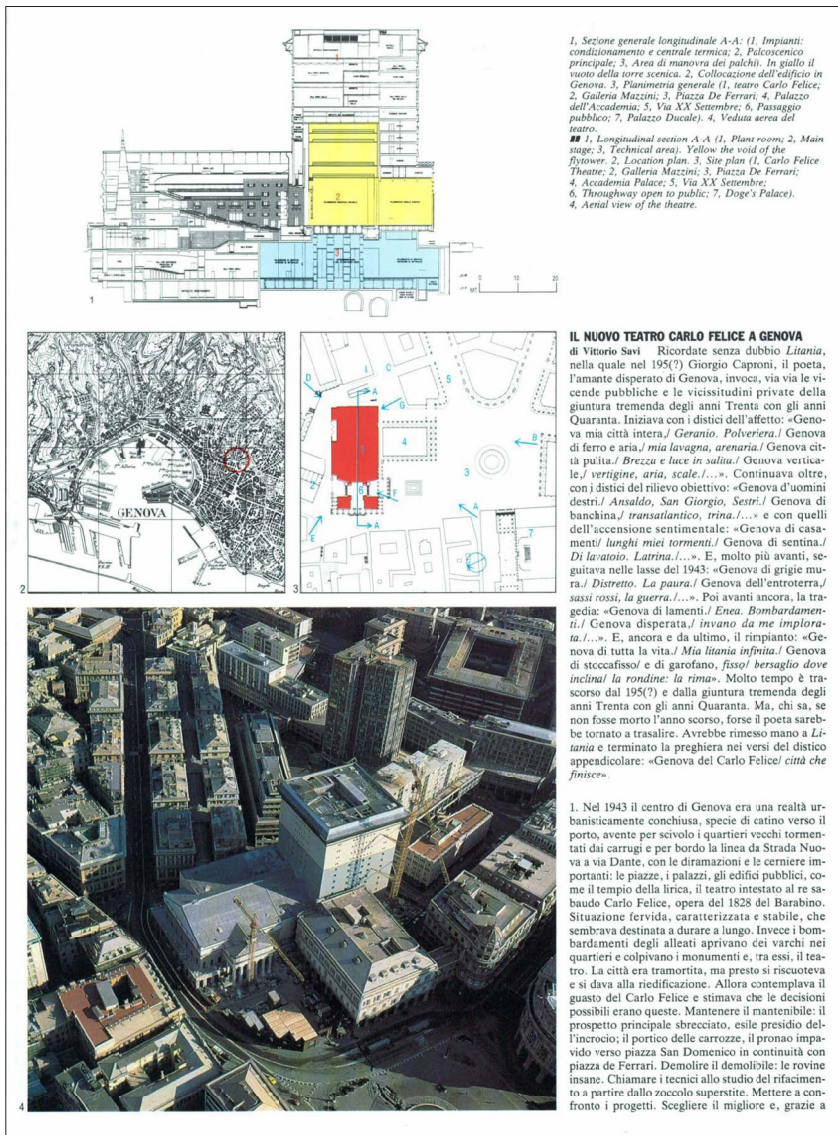 1, Sezione generale longitudinale A-A: (1, Impianti:
condizionamento e centrale termica; 2, Palcoscenico
principale; 3, Area di manovra dei palchi). In giallo il
vuoto della torre scenica. 2, Collocazione dell'edificio in
Genova. 3, Planimetria generale (1, teatro Carlo Felice;
2, Galleria Mazzini; 3, Piazza De Ferrari; 4, Palazzo
dell'Accademia; 5, Via XX Settembre; 6, Passaggio
pubblico; 7, Palazzo Ducale). 4, Veduta aerea del
teatro.
1, Longitudinal section A-A (1, Plant room; 2, Main
stage; 3, Technical area). Yellow the void of the
flytower. 2, Location plan. 3, Site plan (1, Carlo Felice
Theatre; 2, Galleria Mazzini; 3, Piazza De Ferrari;
4, Accademia Palace; 5, Via XX Settembre;
6, Throughway open to public; 7, Doge's Palace).
4, Aerial view of the theatre.
2
3
1
MT
0
10
20
GENOVA
2
D
I
C
A
5
G
1
4
B
2
3
6
F
A
E
A
7
3
4
IL NUOVO TEATRO CARLO FELICE A GENOVA
di Vittorio Savi Ricordate senza dubbio Litania,
nella quale nel 195(?) Giorgio Caproni, il poeta,
l'amante disperato di Genova, invoca, via via le vi-
cende pubbliche e le vicissitudini private della
giuntura tremenda degli anni Trenta con gli anni
Quaranta. Iniziava con i distici dell'affetto: «Geno-
va mia città intera,/ Geranio. Polveriera./ Genova
di ferro e aria,/ mia lavagna, arenaria./ Genova cit-
tà pulita./ Brezza e luce in salita./ Genova vertica-
le,/ vertigine, aria, scale./...». Continuava oltre,
con i distici del rilievo obiettivo: «Genova d'uomini
destri./ Ansaldo, San Giorgio, Sestri./ Genova di
banchina,/ transatlantico, trina./...» e con quelli
dell'accensione sentimentale: «Genova di casa-
menti/ lunghi miei tormenti./ Genova di sentina./
Di lavatoio. Latrina./...». E, molto più avanti, se-
guitava nelle lasse del 1943: «Genova di grigie mu-
ra./ Distretto. La paura./ Genova dell'entroterra,/
sassi rossi, la guerra./...». Poi avanti ancora, la tra-
gedia: «Genova di lamenti./ Enea. Bombardamen-
ti./ Genova disperata,/ invano da me implora-
ta./...». E, ancora e da ultimo, il rimpianto: «Ge-
nova di tutta la vita./ Mia litania infinita./ Genova
di stoccafisso/ e di garofano, fisso/ bersaglio dove
inclina/ la rondine: la rima». Molto tempo è tra-
scorso dal 195(?) e dalla giuntura tremenda degli
anni Trenta con gli anni Quaranta. Ma, chi sa, se
non fosse morto l'anno scorso, forse il poeta sareb-
be tornato a trasalire. Avrebbe rimesso mano a Li-
tania e terminato la preghiera nei versi del distico
appendicolare: «Genova del Carlo Felice/ città che
finisce».
1. Nel 1943 il centro di Genova era una realtà ur-
banisticamente conchiusa, specie di catino verso il
porto, avente per scivolo i quartieri vecchi tormen-
tati dai carrugi e per bordo la linea da Strada Nuo-
va a via Dante, con le diramazioni e le cerniere im-
portanti: le piazze, i palazzi, gli edifici pubblici, co-
me il tempio della lirica, il teatro intestato al re sa-
baudo Carlo Felice, opera del 1828 del Barabino.
Situazione fervida, caratterizzata e stabile, che
sembrava destinata a durare a lungo. Invece i bom-
bardamenti degli alleati aprivano dei varchi nei
quartieri e colpivano i monumenti e, tra essi, il tea-
tro. La città era tramortita, ma presto si riscuoteva
e si dava alla riedificazione. Allora contemplava il
guasto del Carlo Felice e stimava che le decisioni
possibili erano queste. Mantenere il mantenibile: il
prospetto principale sbrecciato, esile presidio del-
l'incrocio; il portico delle carrozze, il pronao impa-
vido verso piazza San Domenico in continuità con
piazza de Ferrari. Demolire il demolibile: le rovine
insane. Chiamare i tecnici allo studio del rifacimen-
to a partire dallo zoccolo superstite. Mettere a con-
fronto i progetti. Scegliere il migliore e, grazie a